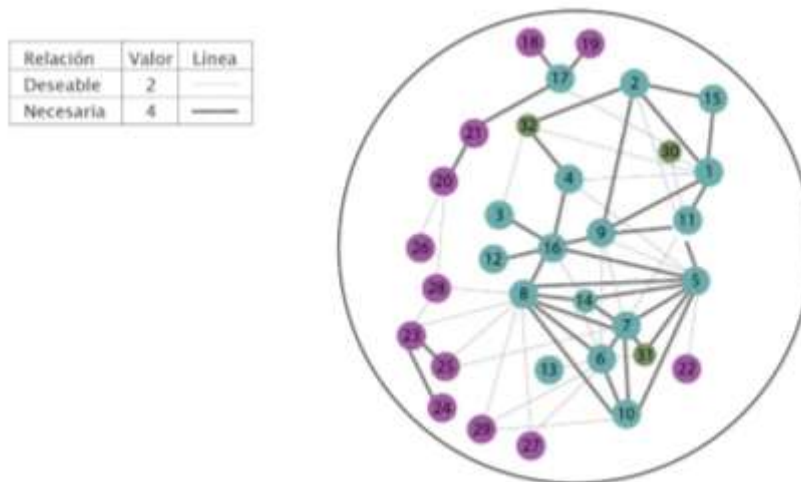 Relación Valor Línea
Deseable 2
Necesaria 4
18 19
17 2 15
21 32 30
20 4 1
3 11
9
26 12 16
28 8 14 5
23 7
25 13 6 31 22
24 10
29 27